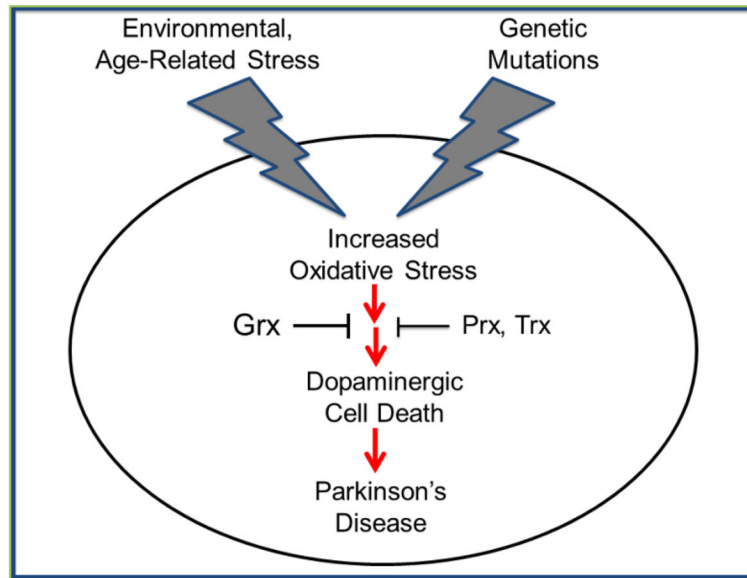 Environmental,
Age-Related Stress
Genetic
Mutations
Increased
Oxidative Stress
Grx
Prx, Trx
Dopaminergic
Cell Death
Parkinson's
Disease